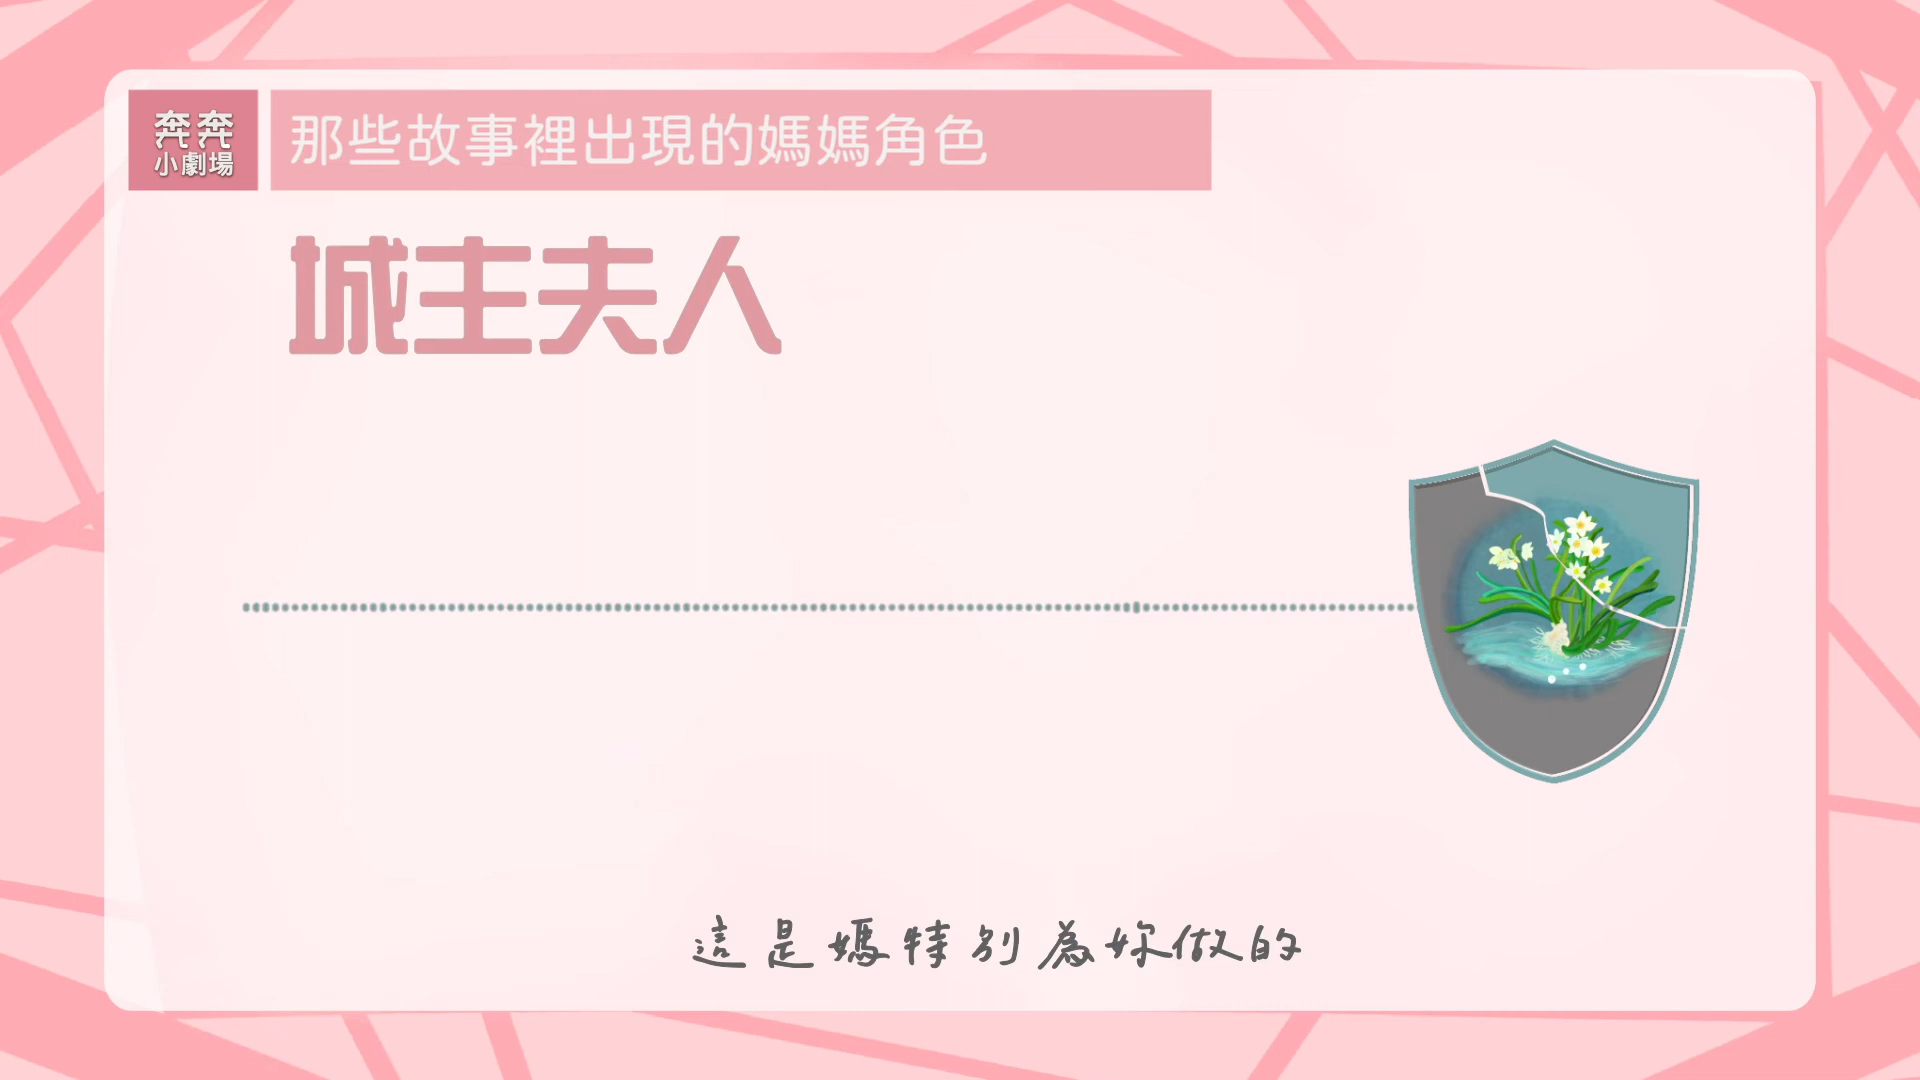 奔奔
小劇場
那些故事裡出現的媽媽角色
城主夫人
這是媽特別為妳做的